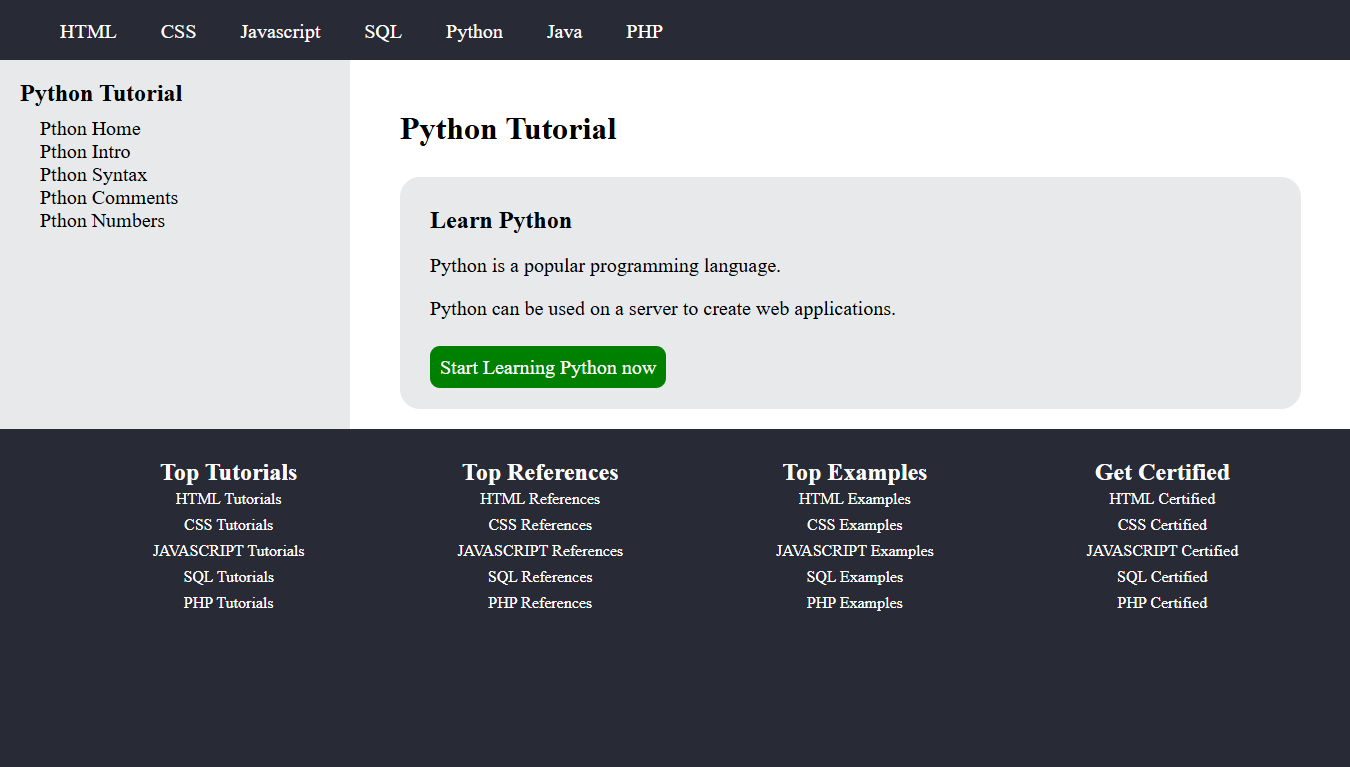 HTML CSS Javascript SQL Python Java PHP
Python Tutorial
Pthon Home
Pthon Intro
Pthon Syntax
Pthon Comments
Pthon Numbers
Python Tutorial
Learn Python
Python is a popular programming language.
Python can be used on a server to create web applications.
Start Learning Python now
Top Tutorials
HTML Tutorials
CSS Tutorials
JAVASCRIPT Tutorials
SQL Tutorials
PHP Tutorials
Top References
HTML References
CSS References
JAVASCRIPT References
SQL References
PHP References
Top Examples
HTML Examples
CSS Examples
JAVASCRIPT Examples
SQL Examples
PHP Examples
Get Certified
HTML Certified
CSS Certified
JAVASCRIPT Certified
SQL Certified
PHP Certified